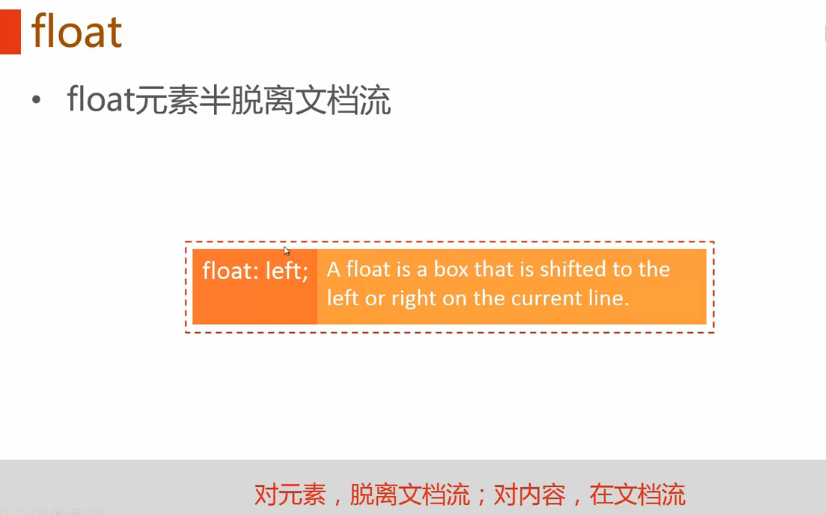 float
• float元素半脱离文档流
float: left;
A float is a box that is shifted to the
left or right on the current line.
对元素，脱离文档流；对内容，在文档流